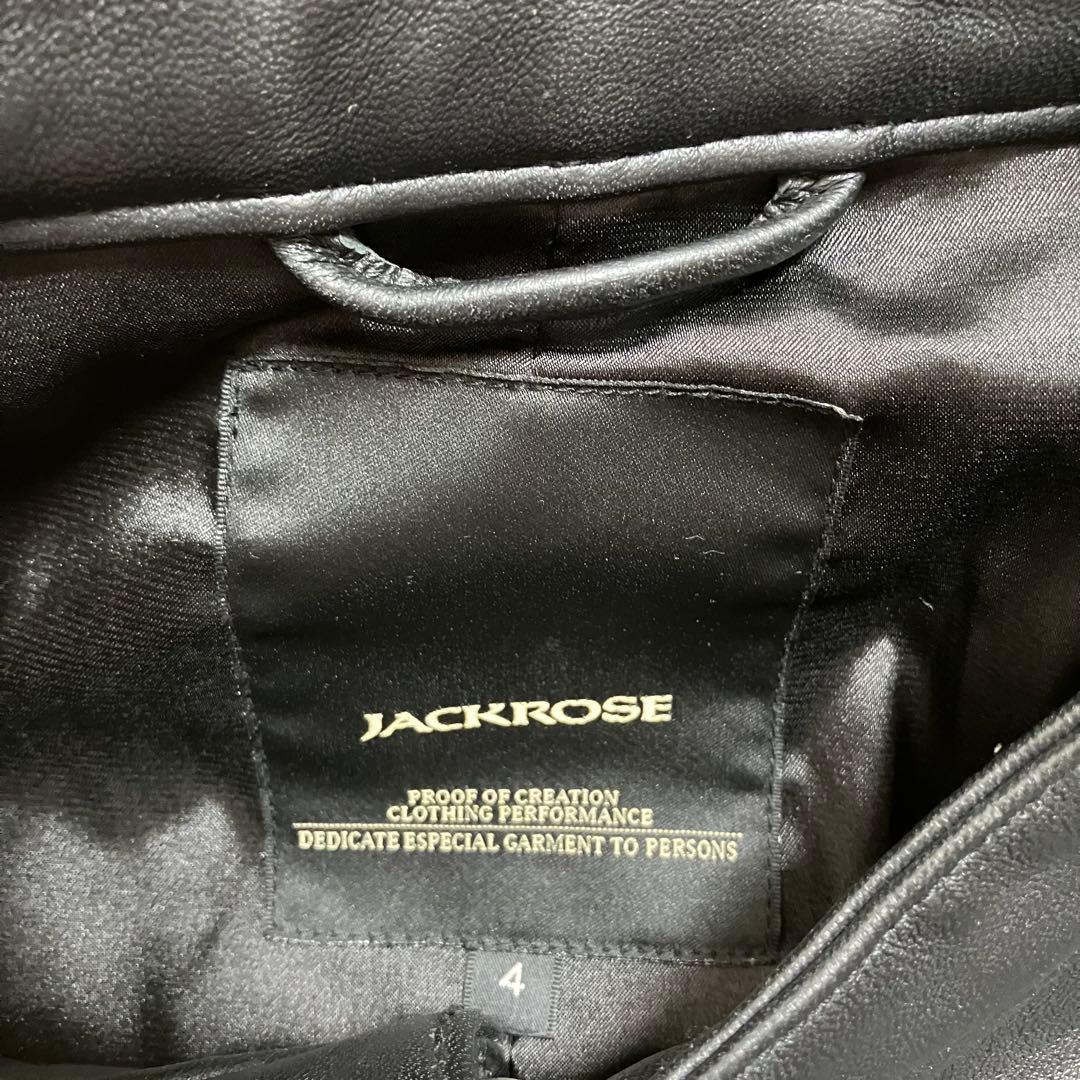 JACKROSE
PROOF OF CREATION
CLOTHING PERFORMANCE
DEDICATE ESPECIAL GARMENT TO PERSONS
4